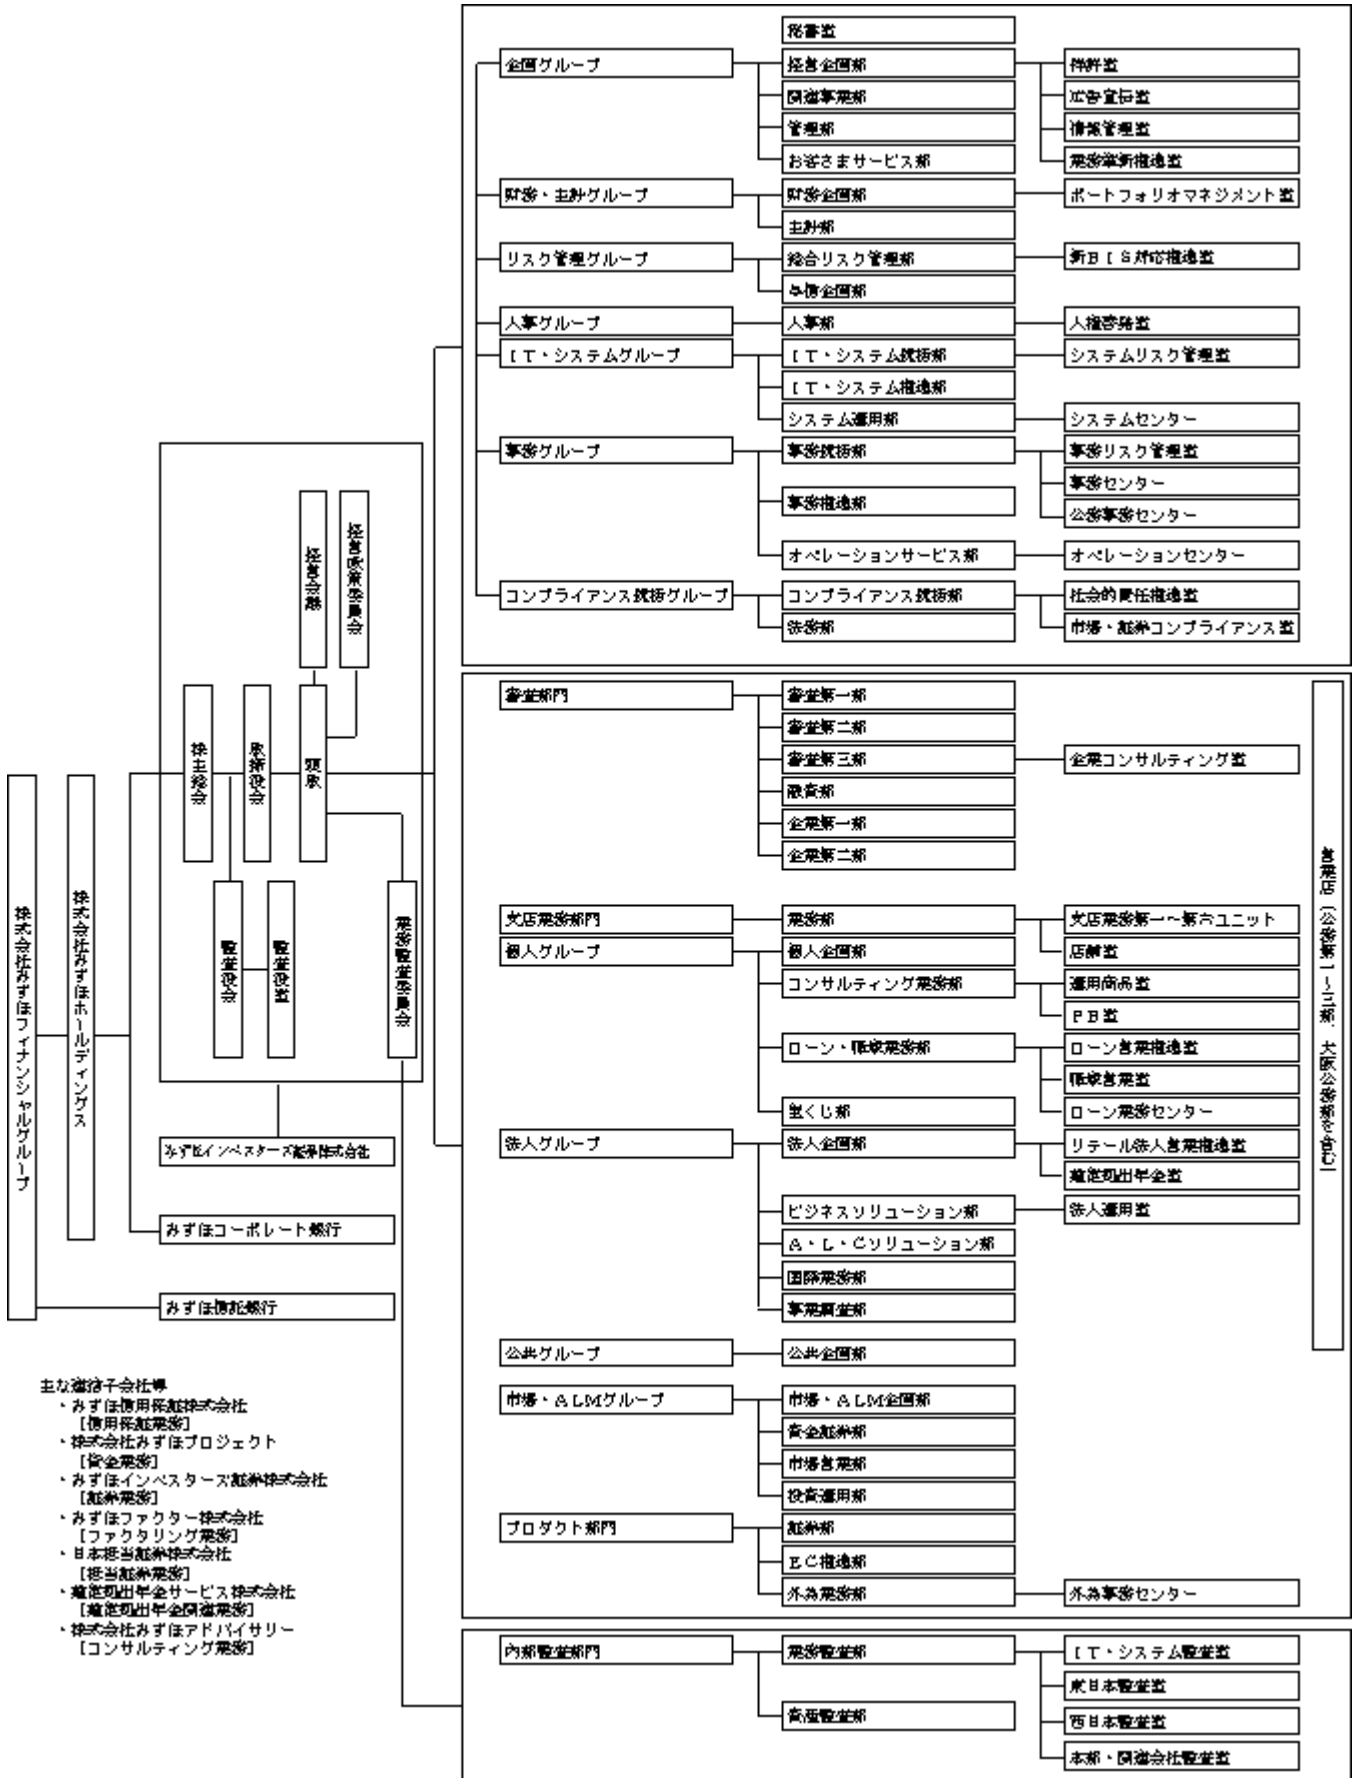 秘書室
企画グループ
経営企画部
渉外室
関連事業部
広告宣伝室
管理部
情報管理室
お客さまサービス部
業務革新推進室
財務・主計グループ
財務企画部
ポートフォリオマネジメント室
主計部
リスク管理グループ
総合リスク管理部
新BIS対応推進室
与信企画部
人事グループ
人事部
人権啓発室
IT・システムグループ
IT・システム統括部
システムリスク管理室
IT・システム推進部
システム運用部
システムセンター
事務グループ
事務統括部
事務リスク管理室
事務センター
事務推進部
公務事務センター
オペレーションサービス部
オペレーションセンター
コンプライアンス統括グループ
コンプライアンス統括部
社会的責任推進室
法務部
市場・証券コンプライアンス室
株式会社みずほフィナンシャルグループ
株式会社みずほホールディングス
株主総会
取締役会
頭取
経営会議
経営政策委員会
監査役会
監査役室
業務監査委員会
みずほインベスターズ証券株式会社
みずほコーポレート銀行
みずほ信託銀行
審査部門
審査第一部
審査第二部
審査第三部
企業コンサルティング室
融資部
企業第一部
企業第二部
支店業務部門
業務部
支店業務第一〜第六ユニット
個人グループ
個人企画部
店舗室
コンサルティング業務部
運用商品室
PB室
ローン・職域業務部
ローン営業推進室
職域営業室
宝くじ部
ローン業務センター
法人グループ
法人企画部
リテール法人営業推進室
確定拠出年金室
ビジネスソリューション部
法人運用室
A・L・Cソリューション部
国際業務部
事業調査部
公共グループ
公共企画部
市場・ALMグループ
市場・ALM企画部
資金証券部
市場営業部
投資運用部
プロダクト部門
証券部
EC推進部
外為業務部
外為事務センター
営業店(公務第一〜三部、大阪公務部を含む)
内部監査部門
業務監査部
IT・システム監査室
東日本監査室
資産監査部
西日本監査室
本部・関連会社監査室
主な連結子会社等
・みずほ信用保証株式会社
[信用保証業務]
・株式会社みずほプロジェクト
[貸金業務]
・みずほインベスターズ証券株式会社
[証券業務]
・みずほファクター株式会社
[ファクタリング業務]
・日本抵当証券株式会社
[抵当証券業務]
・確定拠出年金サービス株式会社
[確定拠出年金関連業務]
・株式会社みずほアドバイザリー
[コンサルティング業務]